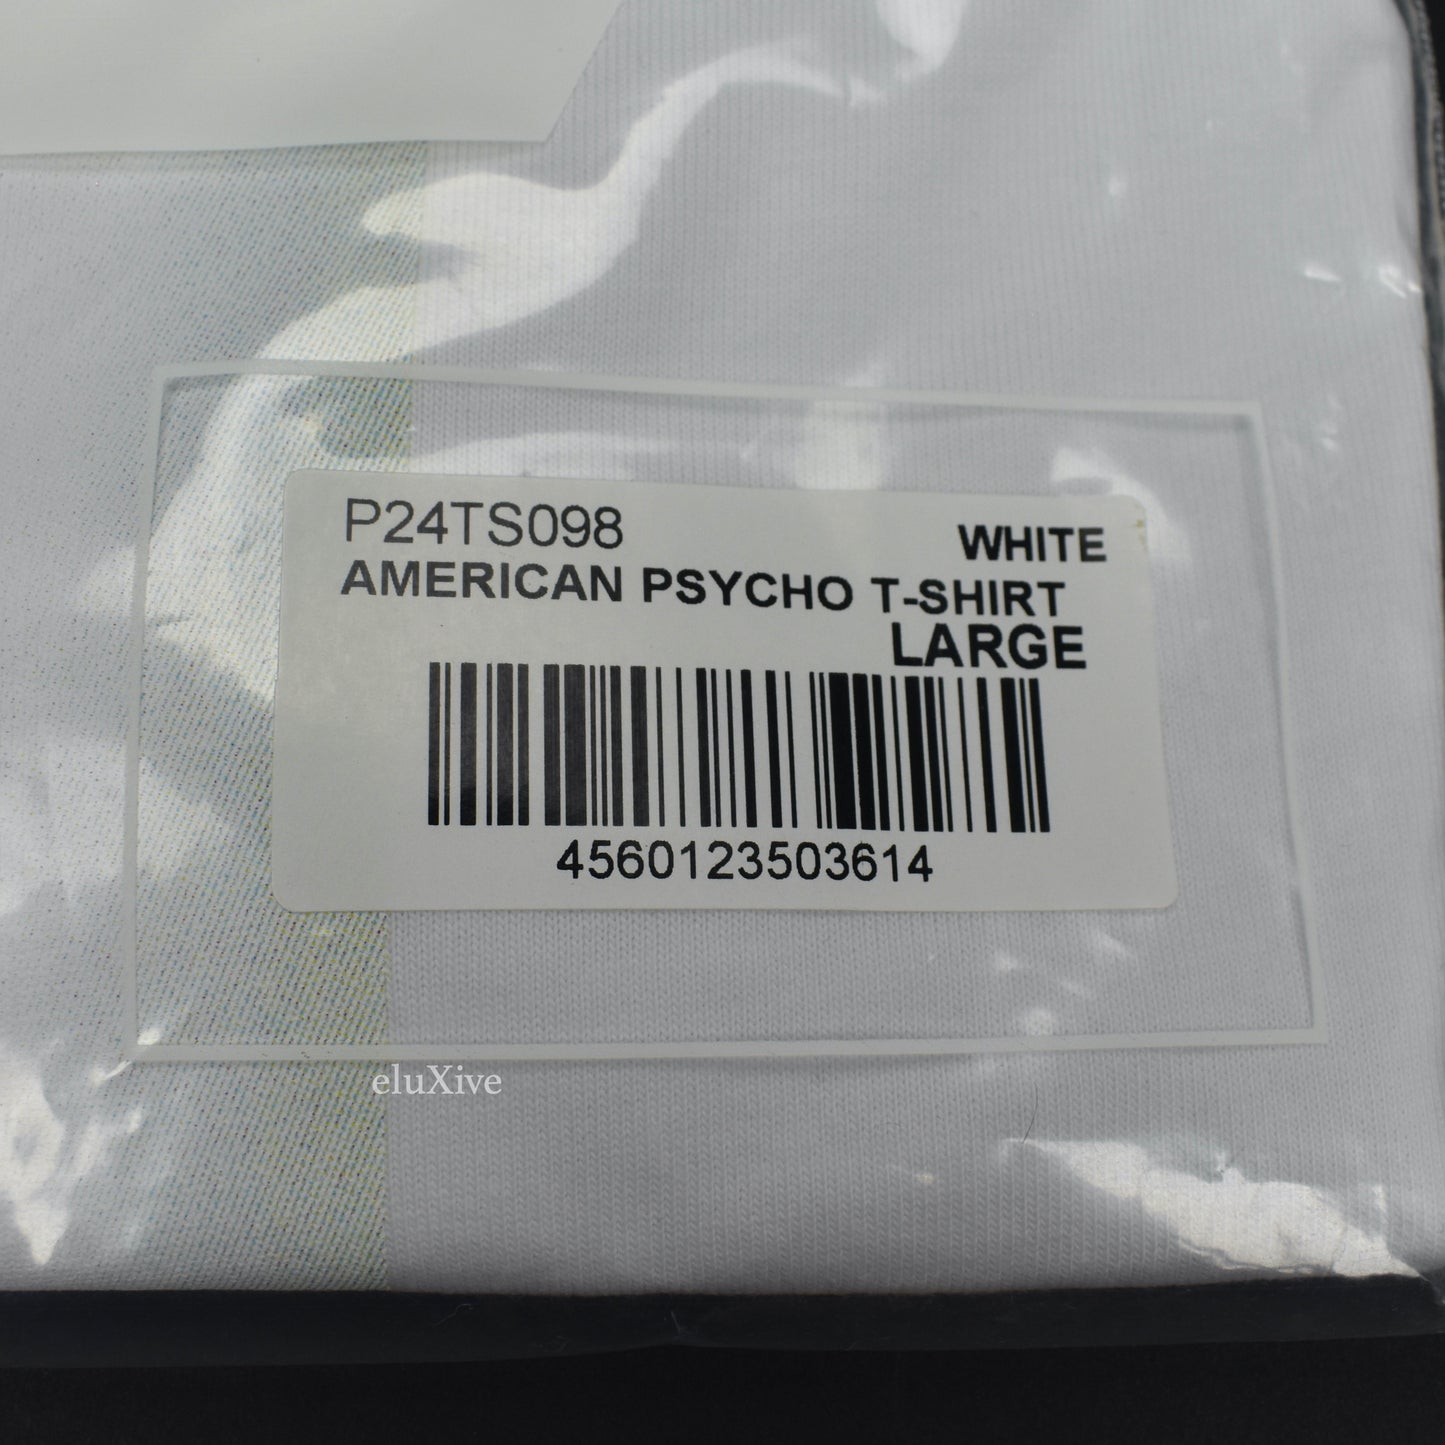 P24TS098
WHITE
AMERICAN PSYCHO T-SHIRT
LARGE
4560123503614
eluXive